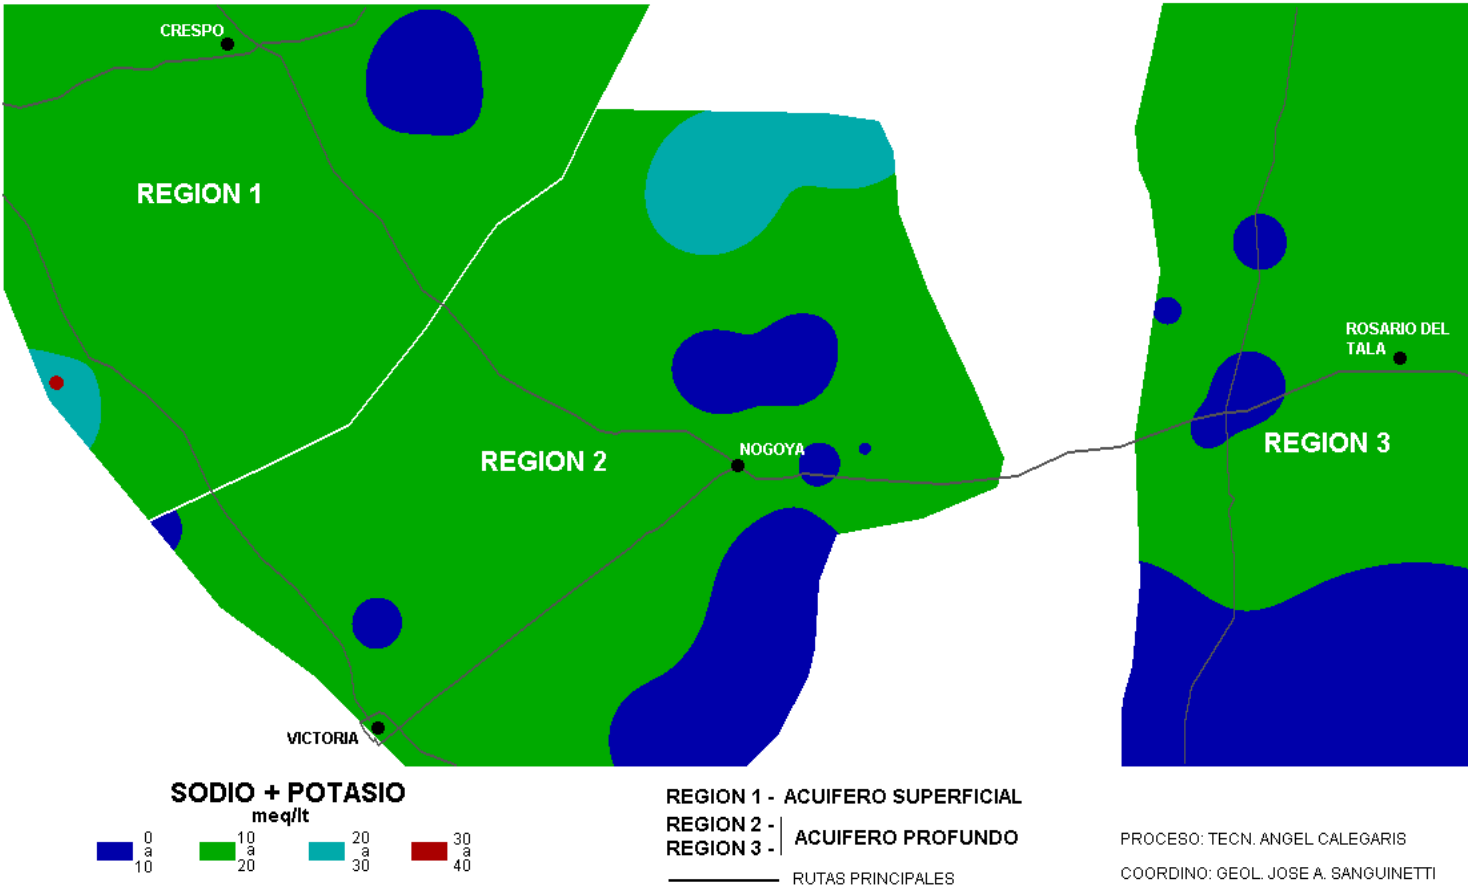 CRESPO
REGION 1
ROSARIO DEL
TALA
NOGOYA
REGION 2
REGION 3
VICTORIA
SODIO + POTASIO
meq/lt
0
a
10
10
a
20
20
a
30
30
a
40
REGION 1 - ACUIFERO SUPERFICIAL
REGION 2 -
REGION 3 -
ACUIFERO PROFUNDO
RUTAS PRINCIPALES
PROCESO: TECN. ANGEL CALEGARIS
COORDINO: GEOL. JOSE A. SANGUINETTI